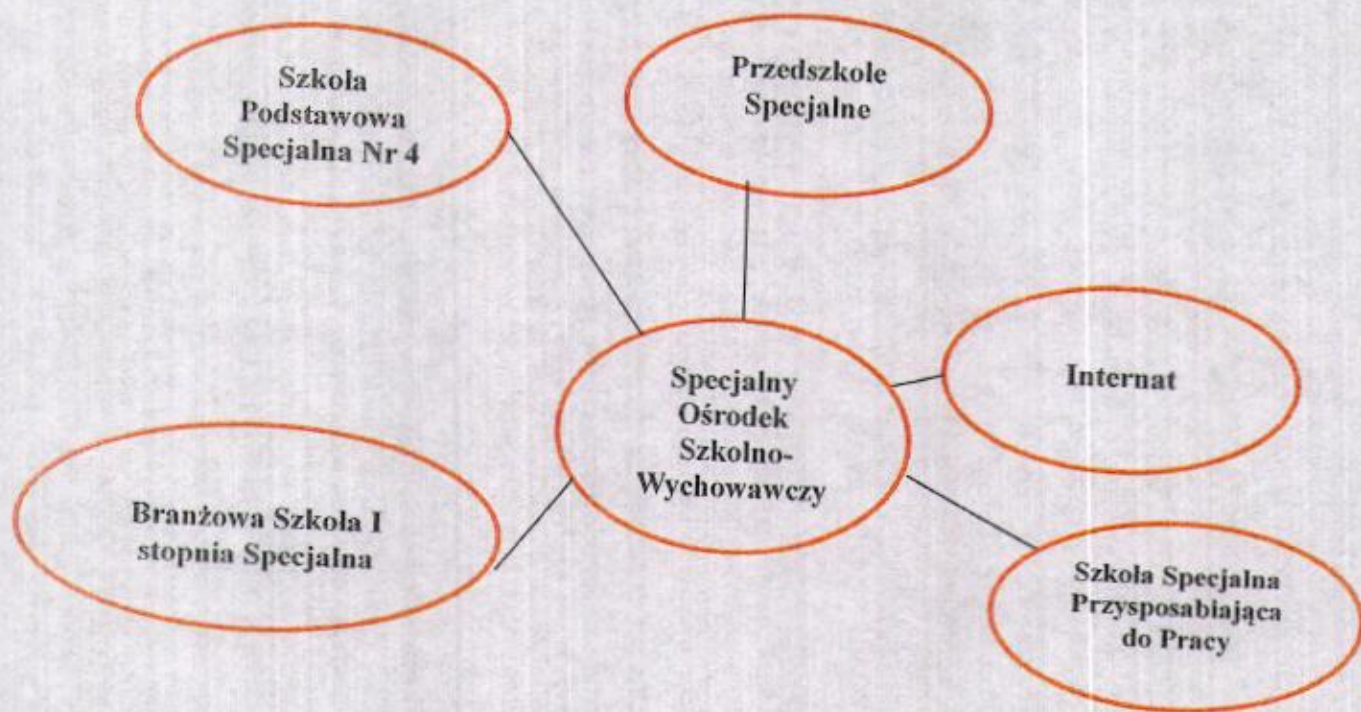 Szkoła
Podstawowa
Specjalna Nr 4
Przedszkole
Specjalne
Specjalny
Ośrodek
Szkolno-
Wychowawczy
Internat
Branżowa Szkoła I
stopnia Specjalna
Szkoła Specjalna
Przysposabiająca
do Pracy